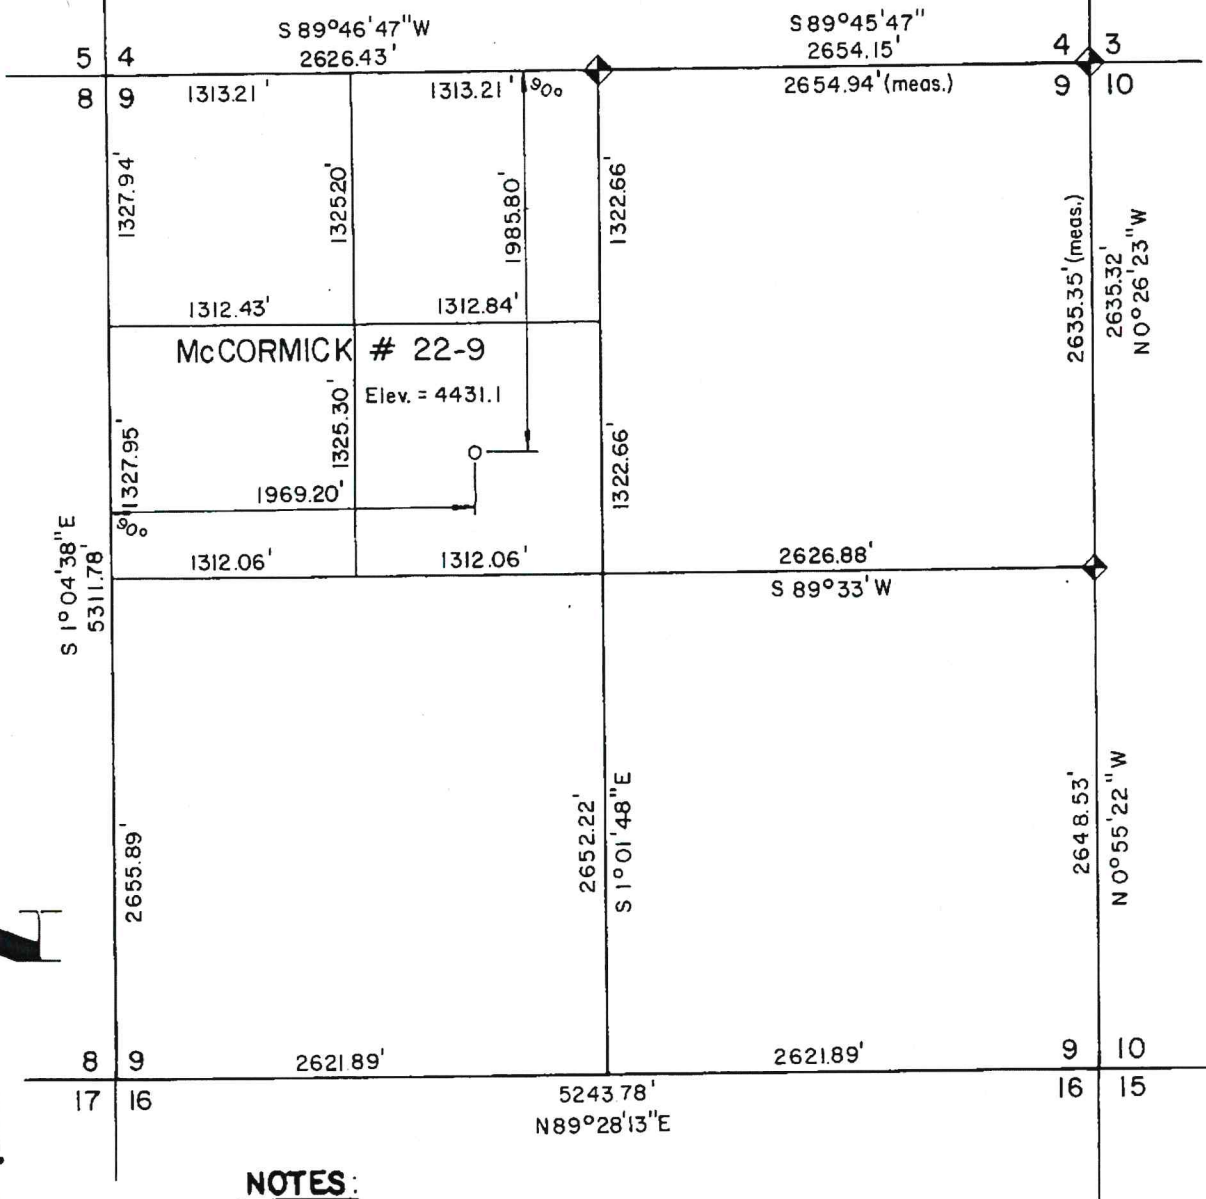 S 89°46'47"W
2626.43'
S89°45'47"
2654.15'
5 4
4 3
8 9
1313.21'
1313.21'
90°
2654.94'(meas.)
9 10
1327.94'
1325.20'
1985.80'
1322.66'
2635.35'(meas.)
2635.32'
N0°26'23"W
1312.43'
1312.84'
McCORMICK # 22-9
Elev. = 4431.1
1327.95'
1325.30'
1322.66'
1969.20'
90°
S 1°04'38"E
5311.78'
1312.06'
1312.06'
2626.88'
S 89°33'W
2655.89'
2652.22'
S 1°01'48"E
2648.53'
N 0°55'22"W
8 9
2621.89'
2621.89'
9 10
17 16
5243.78'
16 15
N89°28'13"E
NOTES: